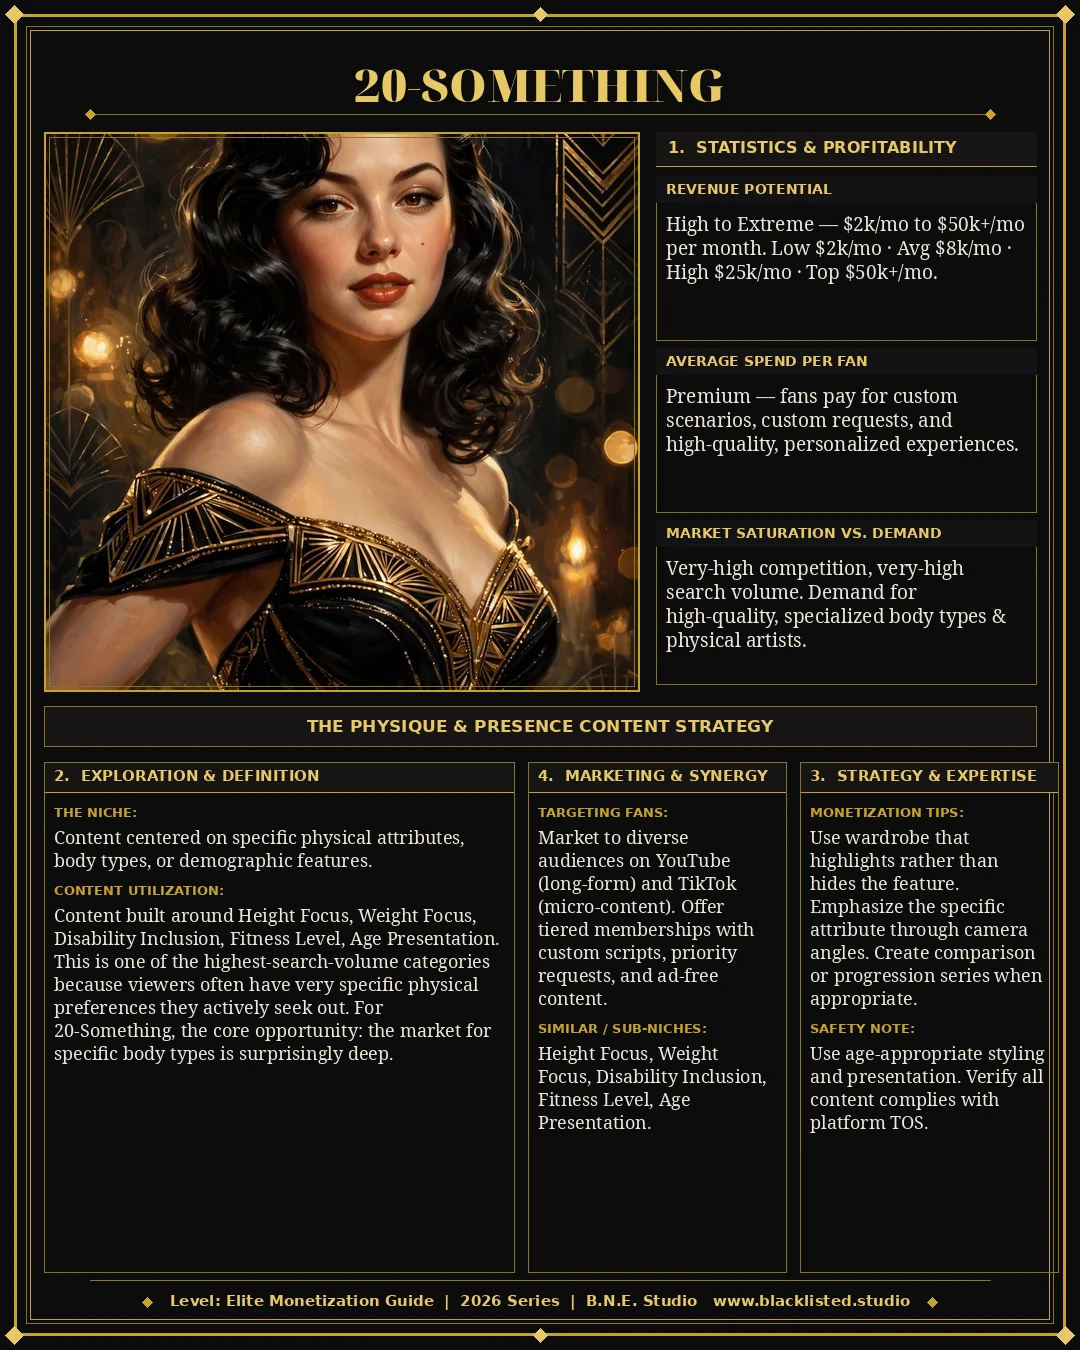 20-SOMETHING
1. STATISTICS & PROFITABILITY
REVENUE POTENTIAL
High to Extreme — $2k/mo to $50k+/mo
per month. Low $2k/mo · Avg $8k/mo ·
High $25k/mo · Top $50k+/mo.
AVERAGE SPEND PER FAN
Premium — fans pay for custom
scenarios, custom requests, and
high-quality, personalized experiences.
MARKET SATURATION VS. DEMAND
Very-high competition, very-high
search volume. Demand for
high-quality, specialized body types &
physical artists.
THE PHYSIQUE & PRESENCE CONTENT STRATEGY
2. EXPLORATION & DEFINITION
THE NICHE:
Content centered on specific physical attributes,
body types, or demographic features.
CONTENT UTILIZATION:
Content built around Height Focus, Weight Focus,
Disability Inclusion, Fitness Level, Age Presentation.
This is one of the highest-search-volume categories
because viewers often have very specific physical
preferences they actively seek out. For
20-Something, the core opportunity: the market for
specific body types is surprisingly deep.
4. MARKETING & SYNERGY
TARGETING FANS:
Market to diverse
audiences on YouTube
(long-form) and TikTok
(micro-content). Offer
tiered memberships with
custom scripts, priority
requests, and ad-free
content.
SIMILAR / SUB-NICHES:
Height Focus, Weight
Focus, Disability Inclusion,
Fitness Level, Age
Presentation.
3. STRATEGY & EXPERTISE
MONETIZATION TIPS:
Use wardrobe that
highlights rather than
hides the feature.
Emphasize the specific
attribute through camera
angles. Create comparison
or progression series when
appropriate.
SAFETY NOTE:
Use age-appropriate styling
and presentation. Verify all
content complies with
platform TOS.
Level: Elite Monetization Guide | 2026 Series | B.N.E. Studio www.blacklisted.studio